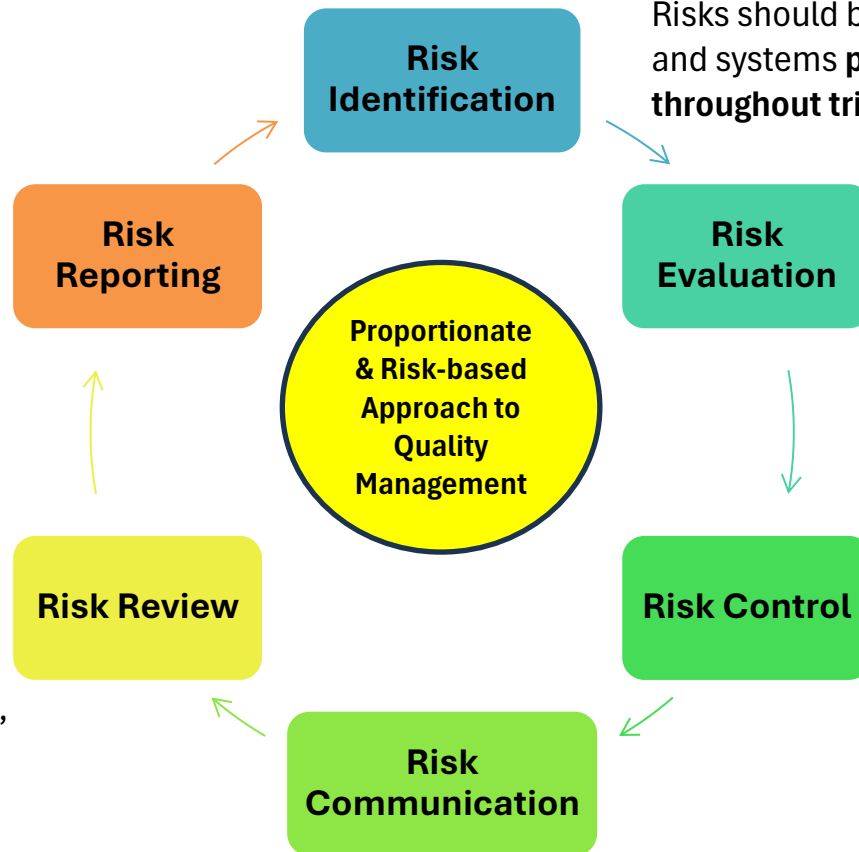 Risks should b
and systems p
throughout tri
Risk
Identification
Risk
Evaluation
Risk Control
Risk
Communication
Risk Review
Risk
Reporting
Proportionate
& Risk-based
Approach to
Quality
Management
,